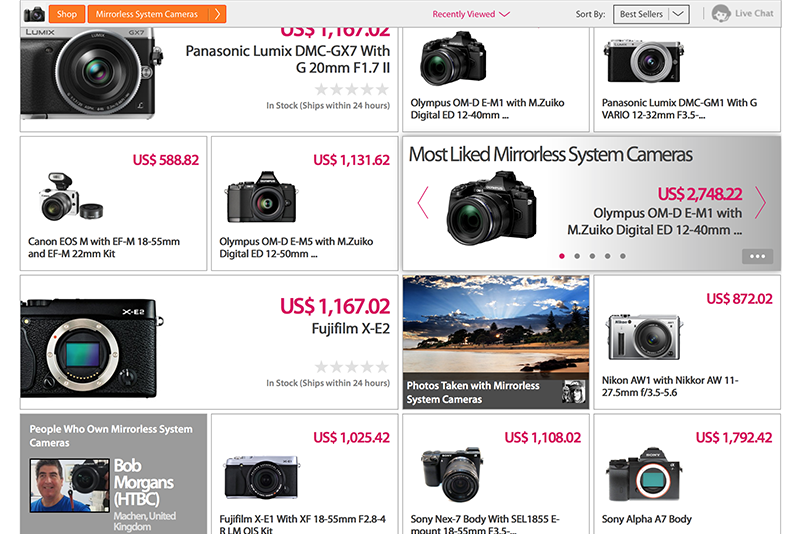 Shop
Mirrorless System Cameras
Recently Viewed
Sort By:
Best Sellers
Live Chat
LUMIX
GX7
US$ 1,167.02
Panasonic Lumix DMC-GX7 With
G 20mm F1.7 II
In Stock (Ships within 24 hours)
Olympus OM-D E-M1 with M.Zuiko
Digital ED 12-40mm ...
Panasonic Lumix DMC-GM1 With G
VARIO 12-32mm F3.5-...
US$ 588.82
Canon EOS M with EF-M 18-55mm
and EF-M 22mm Kit
US$ 1,131.62
Olympus OM-D E-M5 with M.Zuiko
Digital ED 12-50mm ...
Most Liked Mirrorless System Cameras
US$ 2,748.22
Olympus OM-D E-M1 with
M.Zuiko Digital ED 12-40mm ...
X-E2
US$ 1,167.02
Fujifilm X-E2
In Stock (Ships within 24 hours)
Photos Taken with Mirrorless
System Cameras
US$ 872.02
Nikon
Nikon AW1 with Nikkor AW 11-
27.5mm f/3.5-5.6
People Who Own Mirrorless System
Cameras
Bob
Morgans
(HTBC)
Machen, United
Kingdom
US$ 1,025.42
Fujifilm X-E1 With XF 18-55mm F2.8-4
R LM OIS Kit
US$ 1,108.02
Sony Nex-7 Body With SEL1855 E-
mount 18-55mm F3.5-...
US$ 1,792.42
SONY
Sony Alpha A7 Body